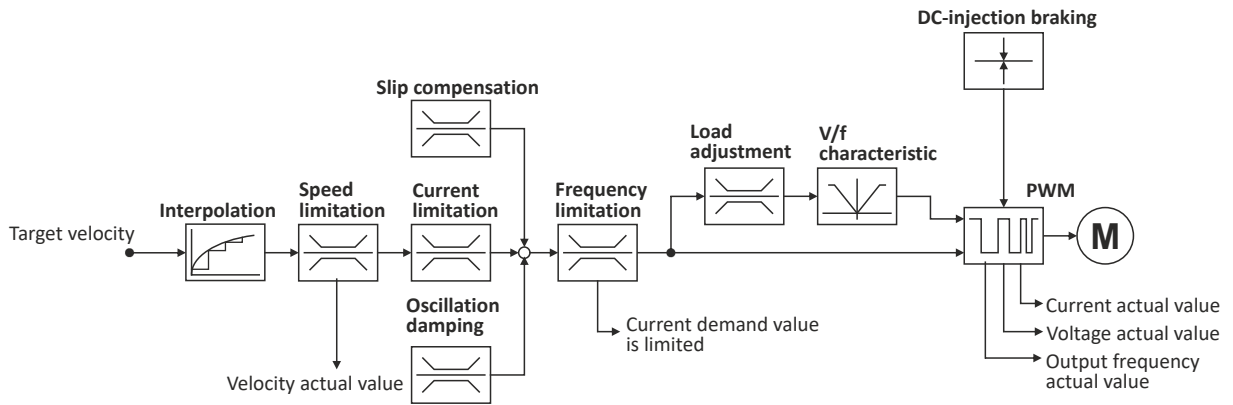 DC-injection braking
Slip compensation
Load
adjustment
V/f
characteristic
Speed
limitation
Current
limitation
Frequency
limitation
PWM
Interpolation
Target velocity
M
Oscillation
damping
Current actual value
Current demand value
is limited
Voltage actual value
Output frequency
actual value
Velocity actual value